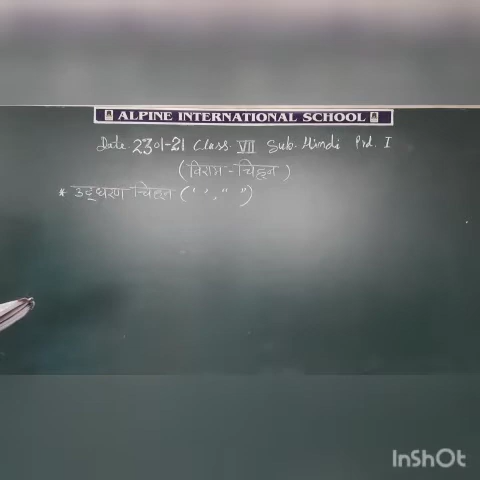 ALPINE INTERNATIONAL SCHOOL
Date. 23-01-21 Class. VII Sub. Hindi Prd. I
(विराम-चिह्न)
* उद्धरण चिह्न (' ', " ")
InShOt